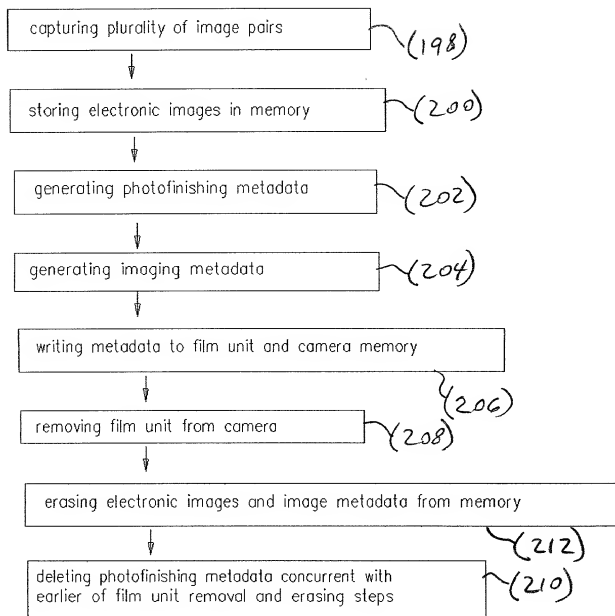 capturing plurality of image pairs
(198)
storing electronic images in memory
(200)
generating photofinishing metadata
(202)
generating imaging metadata
(204)
writing metadata to film unit and camera memory
(206)
removing film unit from camera
(208)
erasing electronic images and image metadata from memory
(212)
deleting photofinishing metadata concurrent with
earlier of film unit removal and erasing steps
(210)